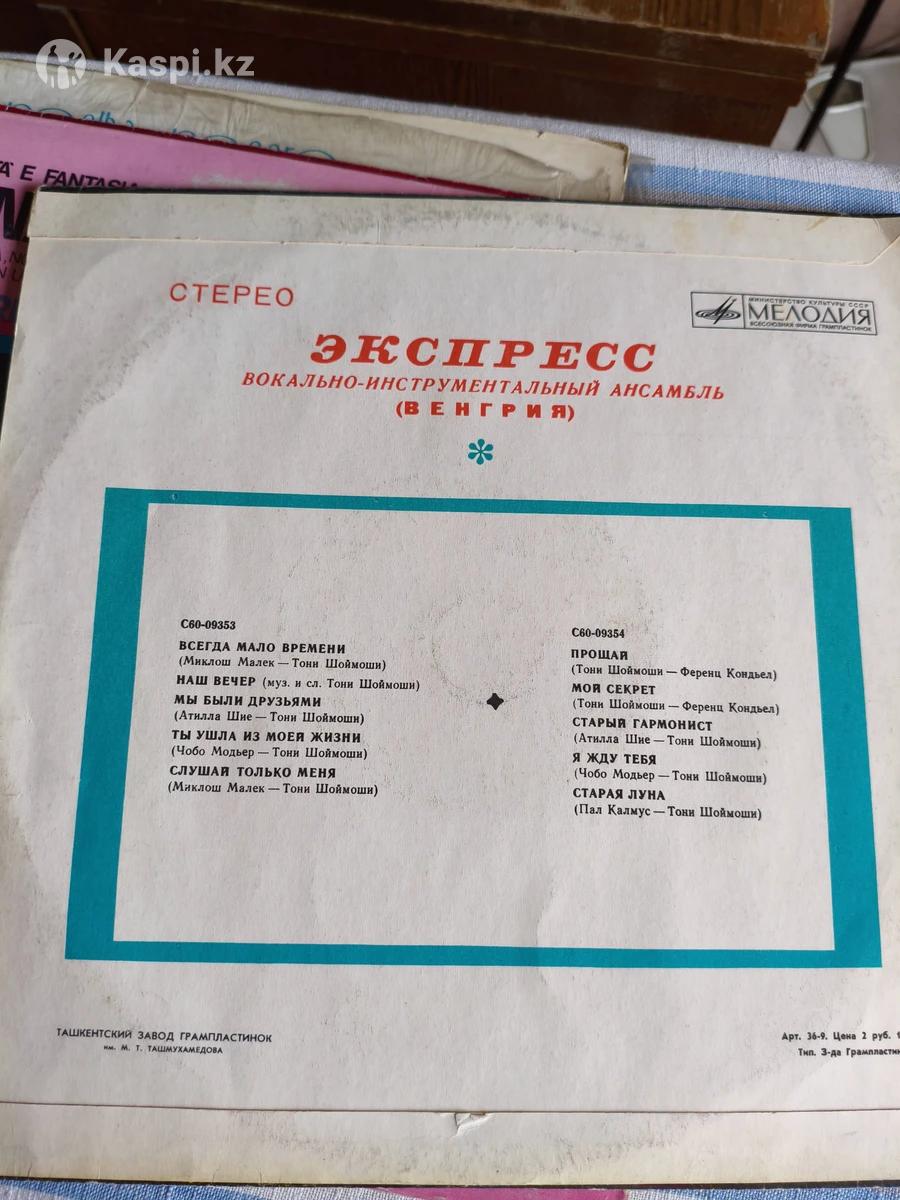 Kaspi.kz
E FANTASIA
СТЕРЕО
МИНИСТЕРСТВО КУЛЬТУРЫ СССР
МЕЛОДИЯ
ВСЕСОЮЗНАЯ ФИРМА ГРАМПЛАСТИНОК
ЭКСПРЕСС
ВОКАЛЬНО-ИНСТРУМЕНТАЛЬНЫЙ АНСАМБЛЬ
(ВЕНГРИЯ)
С60-09353
ВСЕГДА МАЛО ВРЕМЕНИ
(Миклош Малек — Тони Шоймоши)
НАШ ВЕЧЕР (муз. и сл. Тони Шоймоши)
МЫ БЫЛИ ДРУЗЬЯМИ
(Атилла Шие — Тони Шоймоши)
ТЫ УШЛА ИЗ МОЕЙ ЖИЗНИ
(Чобо Модьер — Тони Шоймоши)
СЛУШАЙ ТОЛЬКО МЕНЯ
(Миклош Малек — Тони Шоймоши)
С60-09354
ПРОЩАЙ
(Тони Шоймоши — Ференц Кондьел)
МОЙ СЕКРЕТ
(Тони Шоймоши — Ференц Кондьел)
СТАРЫЙ ГАРМОНИСТ
(Атилла Шие — Тони Шоймоши)
Я ЖДУ ТЕБЯ
(Чобо Модьер — Тони Шоймоши)
СТАРАЯ ЛУНА
(Пал Калмус — Тони Шоймоши)
ТАШКЕНТСКИЙ ЗАВОД ГРАМПЛАСТИНОК
им. М. Т. ТАШМУХАМЕДОВА
Арт. 36-9. Цена 2 руб.
Тип. З-да Грампластин